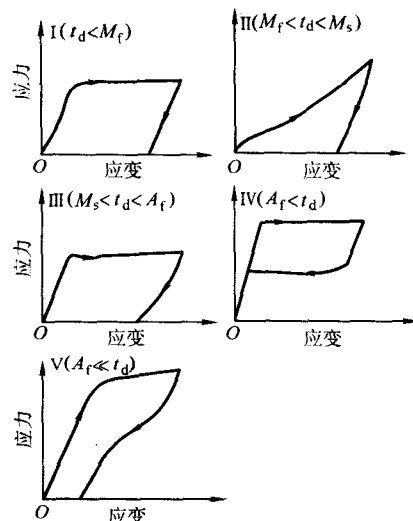 I(t_d<M_f)
应力
O
应变
II(M_f<t_d<M_s)
应力
O
应变
III(M_s<t_d<A_f)
应力
O
应变
IV(A_f<t_d)
应力
O
应变
V(A_f≪t_d)
应力
O
应变